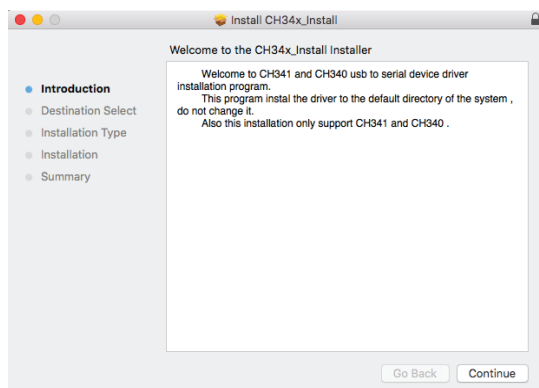 Install CH34x_Install
Welcome to the CH34x_Install Installer
Introduction
Destination Select
Installation Type
Installation
Summary
Welcome to CH341 and CH340 usb to serial device driver
installation program.
This program instal the driver to the default directory of the system ,
do not change it.
Also this installation only support CH341 and CH340 .
Go Back
Continue